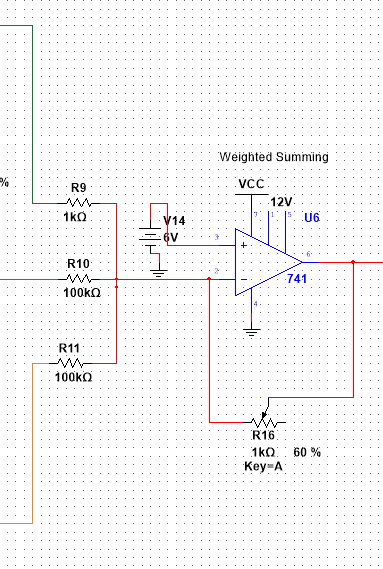 Weighted Summing
VCC
12V
%
R9
1kΩ
V14
6V
7
1
5
U6
3
6
R10
100kΩ
2
741
4
R11
100kΩ
R16
1kΩ 60 %
Key=A